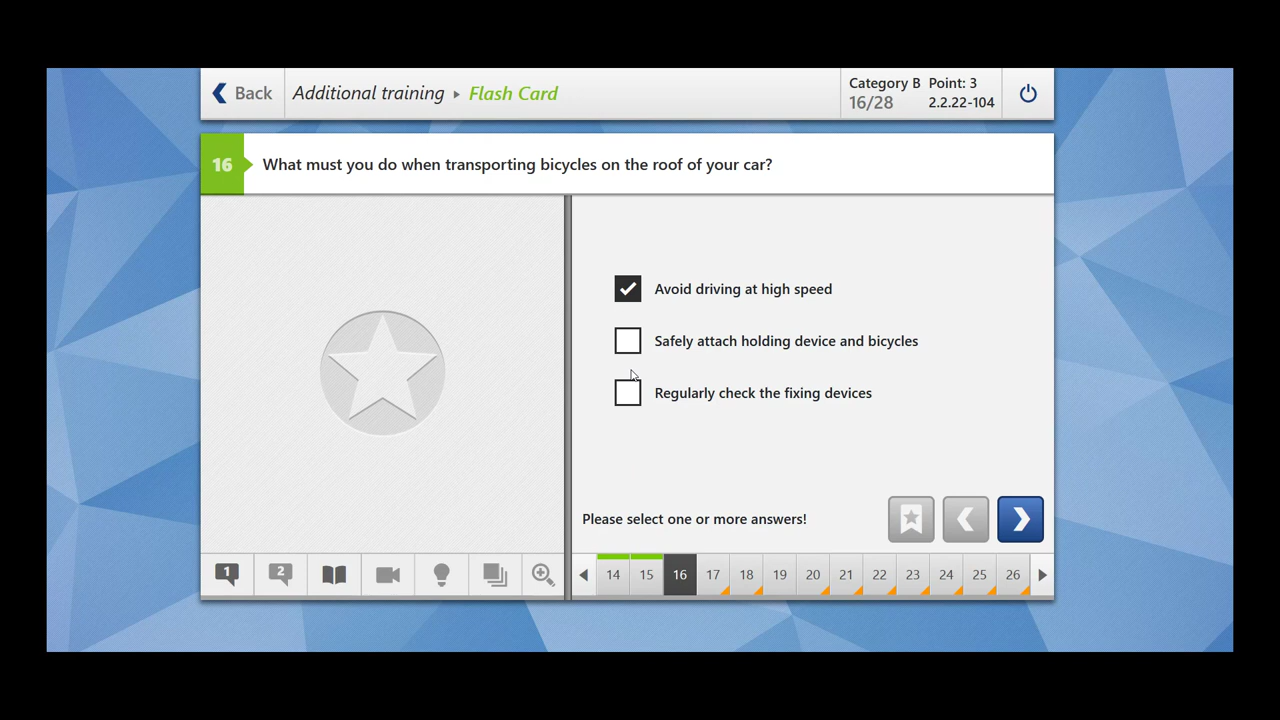 Back
Additional training ▸ Flash Card
Category B Point: 3
16/28 2.2.22-104
16 What must you do when transporting bicycles on the roof of your car?
Avoid driving at high speed
Safely attach holding device and bicycles
Regularly check the fixing devices
Please select one or more answers!
1 2
14 15 16 17 18 19 20 21 22 23 24 25 26